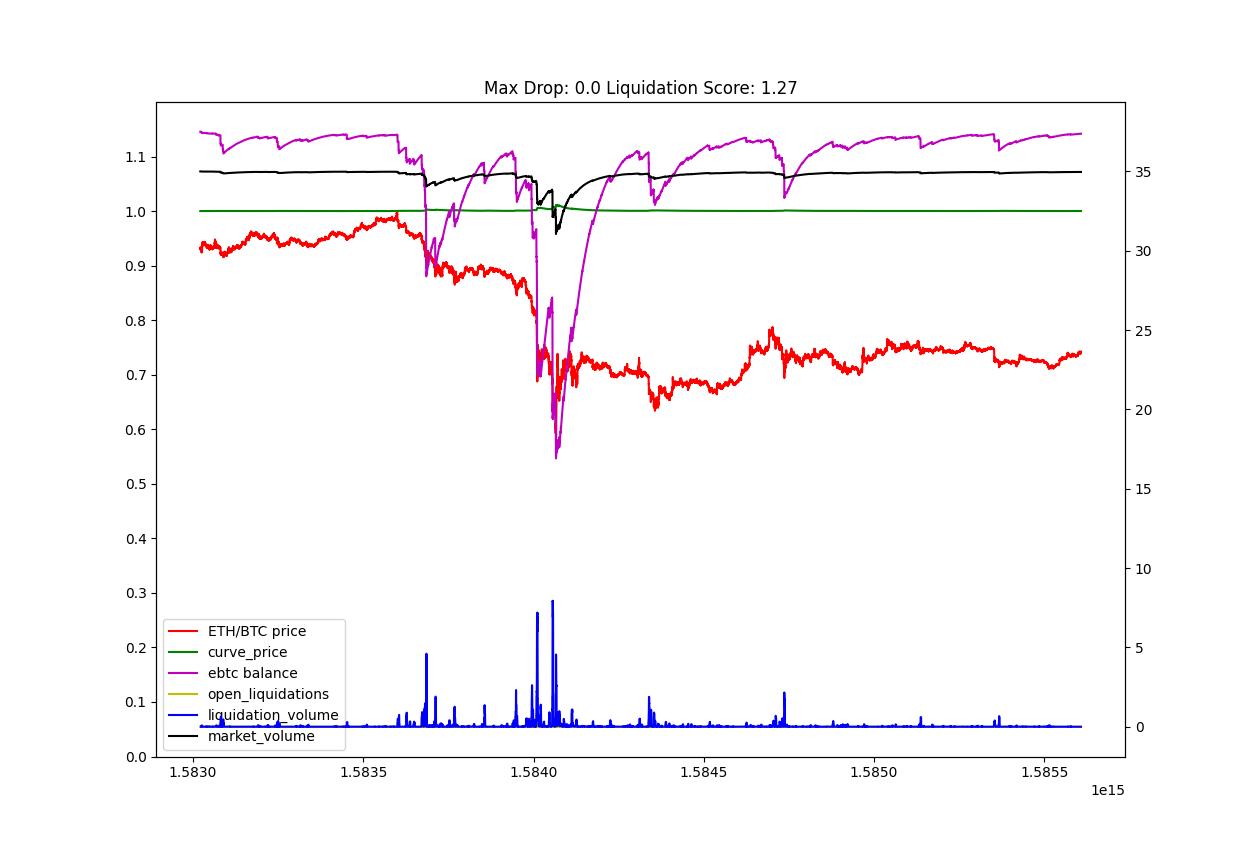 Max Drop: 0.0 Liquidation Score: 1.27
1.1
1.0
0.9
0.8
0.7
0.6
0.5
0.4
0.3
0.2
0.1
0.0
35
30
25
20
15
10
5
0
ETH/BTC price
curve_price
ebtc balance
open_liquidations
liquidation_volume
market_volume
1.5830 1.5835 1.5840 1.5845 1.5850 1.5855
1e15